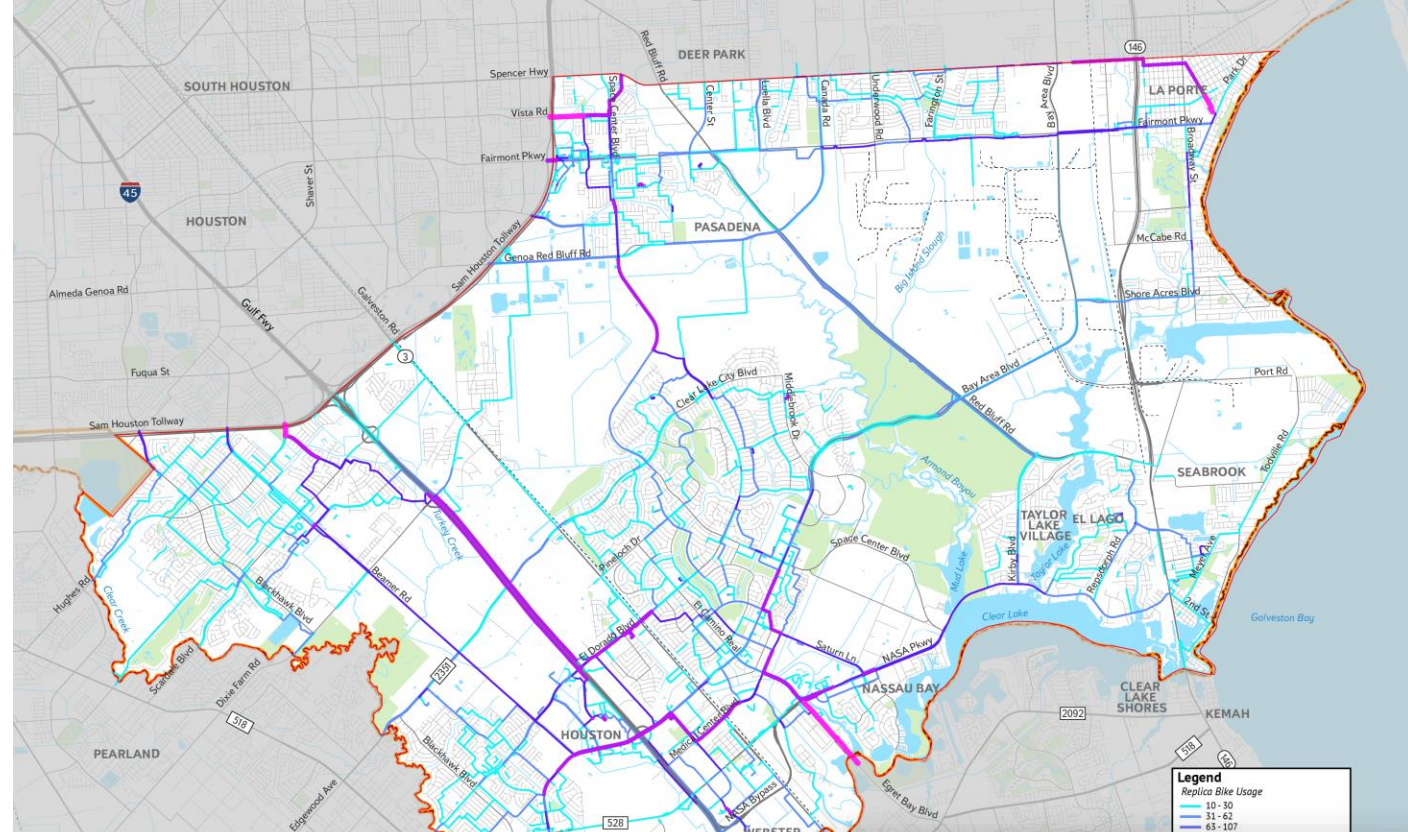 DEER PARK
146
Red Bluff Rd
SOUTH HOUSTON
Spencer Hwy
Space Center Blvd
Center St
Luella Blvd
Canada Rd
Underwood Rd
Farington St
Bay Area Blvd
LA PORTE
Park Dr
Vista Rd
Fairmont Pkwy
Fairmont Pkwy
Broadway St
45
Shaver St
HOUSTON
PASADENA
McCabe Rd
Sam Houston Tollway
Genoa Red Bluff Rd
Big Island Slough
Almeda Genoa Rd
Gulf Fwy
Galveston Rd
Shore Acres Blvd
3
Fuqua St
Clear Lake City Blvd
Middlebrook Dr
Bay Area Blvd
Port Rd
Red Bluff Rd
Sam Houston Tollway
Todville Rd
Armand Bayou
SEABROOK
Turkey Creek
TAYLOR
LAKE
VILLAGE
EL LAGO
Pineloch Dr
Space Center Blvd
Mud Lake
Kirby Blvd
Taylor Lake
Repsdorph Rd
Meyer Ave
Hughes Rd
Clear Creek
Blackhawk Blvd
Beamer Rd
2nd St
Clear Lake
Galveston Bay
El Dorado Blvd
El Camino Real
Saturn Ln
NASA Pkwy
Scarsdale Blvd
Dixie Farm Rd
2351
NASSAU BAY
CLEAR
LAKE
SHORES
518
2092
KEMAH
HOUSTON
Medical Center Blvd
PEARLAND
Blackhawk Blvd
518
146
Edgewood Ave
NASA Bypass
Egret Bay Blvd
528
WEBSTER
Legend
Replica Bike Usage
10 - 30
31 - 62
63 - 107